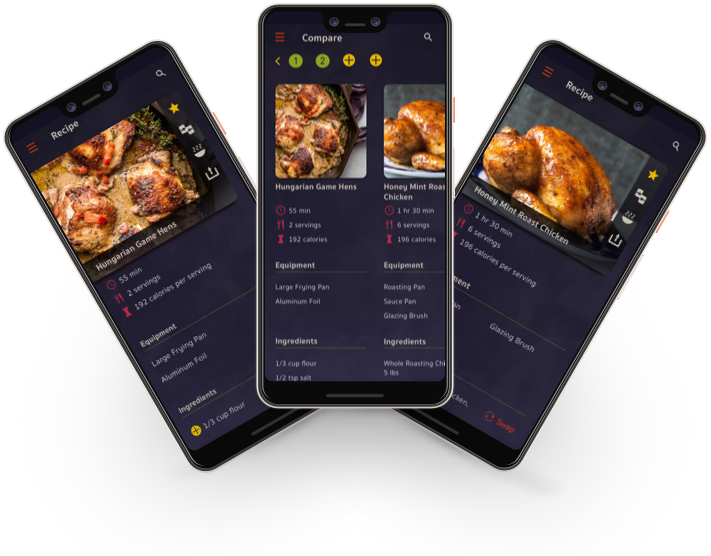 Recipe
zzz
Hungarian Game Hens
55 min
2 servings
192 calories per serving
Equipment
Large Frying Pan
Aluminum Foil
Ingredients
1/3 cup flour
Compare
1
2
Hungarian Game Hens
55 min
2 servings
192 calories
Equipment
Large Frying Pan
Aluminum Foil
Ingredients
1/3 cup flour
1/2 tsp salt
Honey Mint Roas
Chicken
1 hr 30 min
6 servings
196 calories
Equipment
Roasting Pan
Sauce Pan
Glazing Brush
Ingredients
Whole Roasting Chi
5 lbs
Recipe
zzz
Honey Mint Roast Chicken
1 hr 30 min
6 servings
196 calories per serving
ment
Glazing Brush
Swap